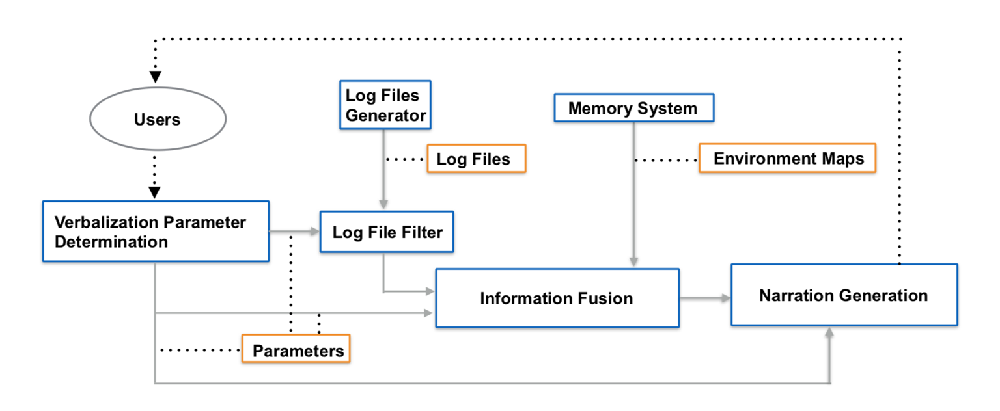 Users
Log Files
Generator
Memory System
Log Files
Environment Maps
Verbalization Parameter
Determination
Log File Filter
Information Fusion
Narration Generation
Parameters